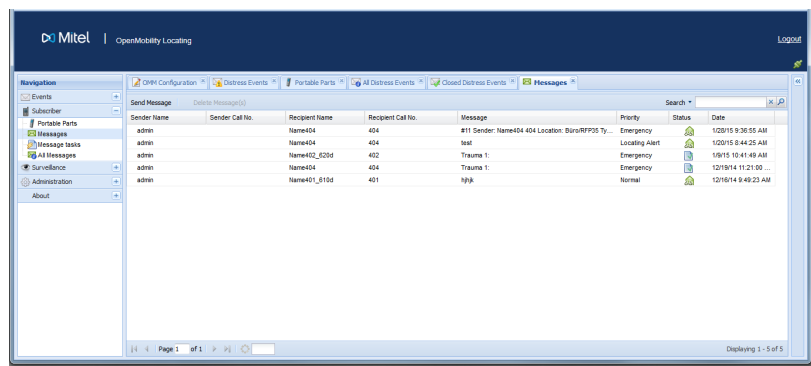 Mitel | OpenMobility Locating
Logout
Navigation
Events
Subscriber
Portable Parts
Messages
Message tasks
All Messages
Surveillance
Administration
About
OMM Configuration Distress Events Portable Parts All Distress Events Closed Distress Events Messages
Send Message Delete Message(s) Search
Sender Name Sender Call No. Recipient Name Recipient Call No. Message Priority Status Date
admin Name404 404 #11 Sender: Name404 404 Location: Büro/RFP35 Ty... Emergency 1/28/15 9:36:55 AM
admin Name404 404 test Locating Alert 1/20/15 8:44:25 AM
admin Name402_620d 402 Trauma 1: Emergency 1/9/15 10:41:49 AM
admin Name404 404 Trauma 1: Emergency 12/19/14 11:21:00 ...
admin Name401_610d 401 hjhjk Normal 12/16/14 9:49:23 AM
Page 1 of 1 Displaying 1 - 5 of 5